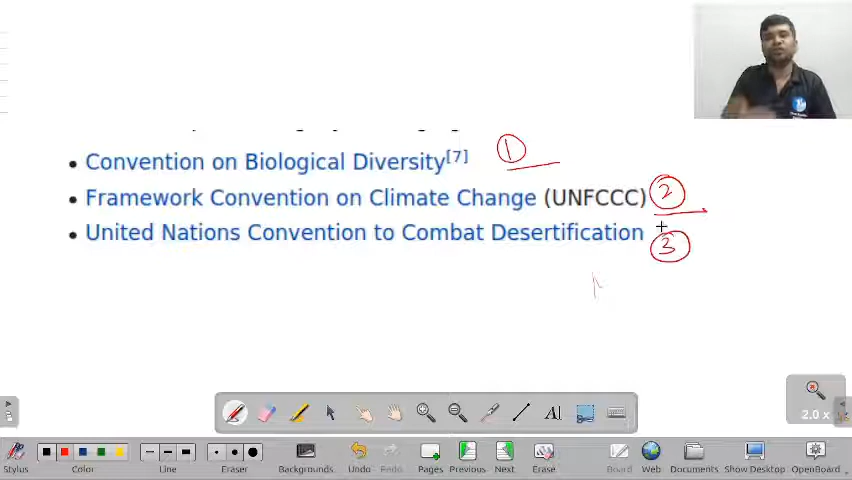 • Convention on Biological Diversity[7] 1
• Framework Convention on Climate Change (UNFCCC) 2
• United Nations Convention to Combat Desertification 3
2.0 x
Stylus Color Line Eraser Backgrounds Undo Redo Pages Previous Next Erase Board Web Documents Show Desktop OpenBoard